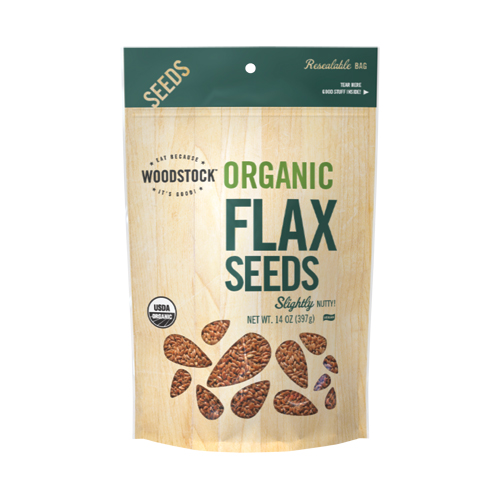 SEEDS
Resealable BAG
TEAR HERE
(GOOD STUFF INSIDE)
EAT BECAUSE
WOODSTOCK
IT'S GOOD!
ORGANIC
FLAX
SEEDS
Slightly NUTTY!
NET WT. 14 OZ (397g)
USDA
ORGANIC